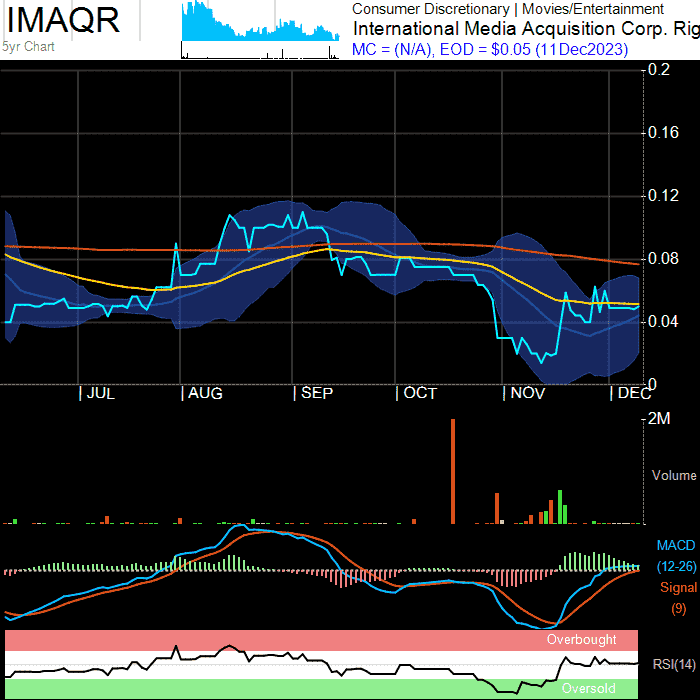 IMAQR
5yr Chart
Consumer Discretionary | Movies/Entertainment
International Media Acquisition Corp. Rig
MC = (N/A), EOD = $0.05 (11Dec2023)
0.2
0.16
0.12
0.08
0.04
0
| JUL | AUG | SEP | OCT | NOV | DEC
2M
Volume
MACD
(12-26)
Signal
(9)
Overbought
RSI(14)
Oversold